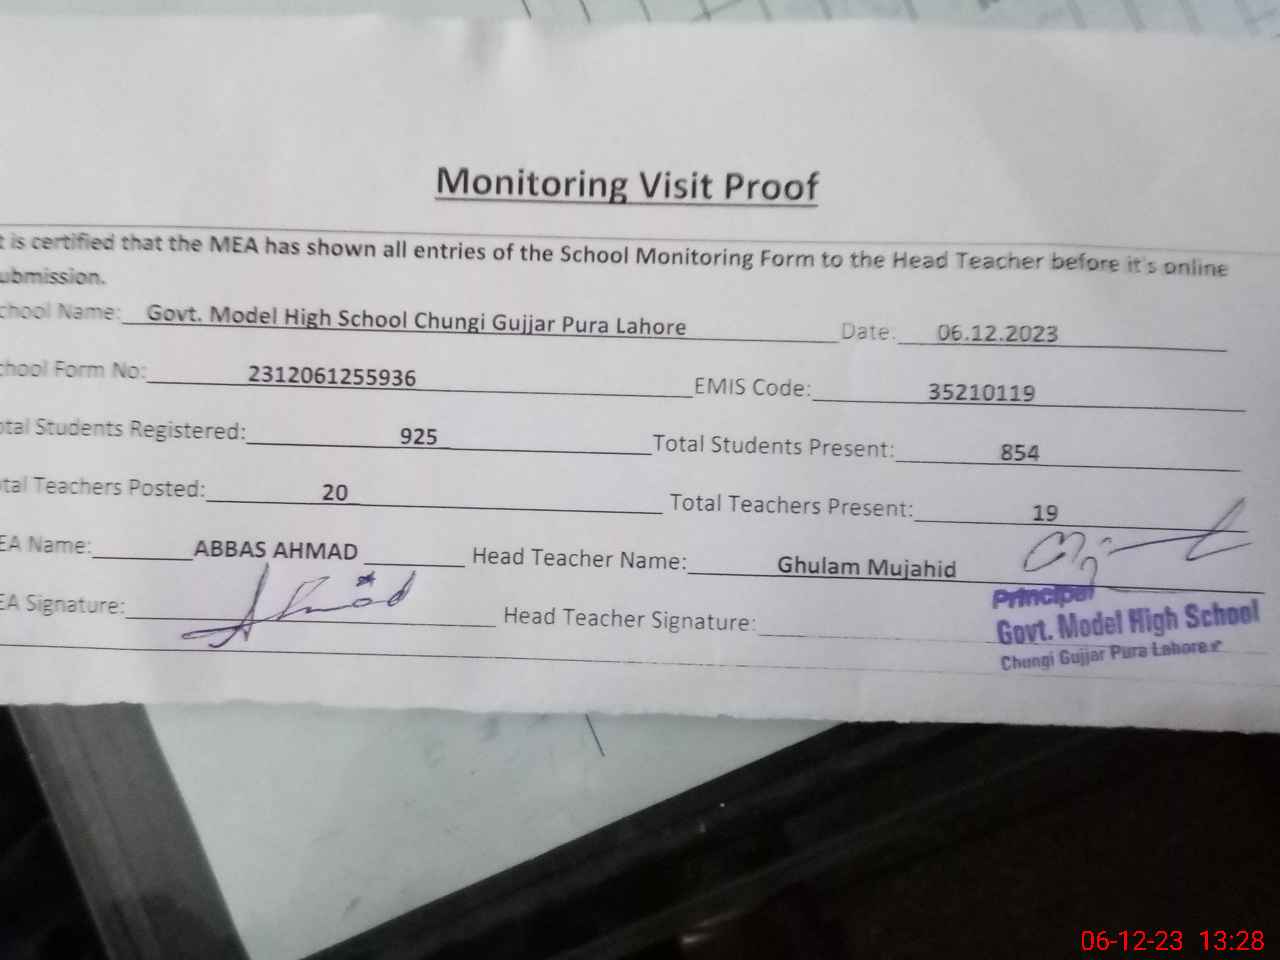 Monitoring Visit Proof
t is certified that the MEA has shown all entries of the School Monitoring Form to the Head Teacher before it's online
ubmission.
chool Name: Govt. Model High School Chungi Gujjar Pura Lahore Date: 06.12.2023
chool Form No: 2312061255936 EMIS Code: 35210119
otal Students Registered: 925 Total Students Present: 854
otal Teachers Posted: 20 Total Teachers Present: 19
EA Name: ABBAS AHMAD Head Teacher Name: Ghulam Mujahid
EA Signature: Head Teacher Signature:
Principal
Govt. Model High School
Chungi Gujjar Pura Lahore
06-12-23 13:28